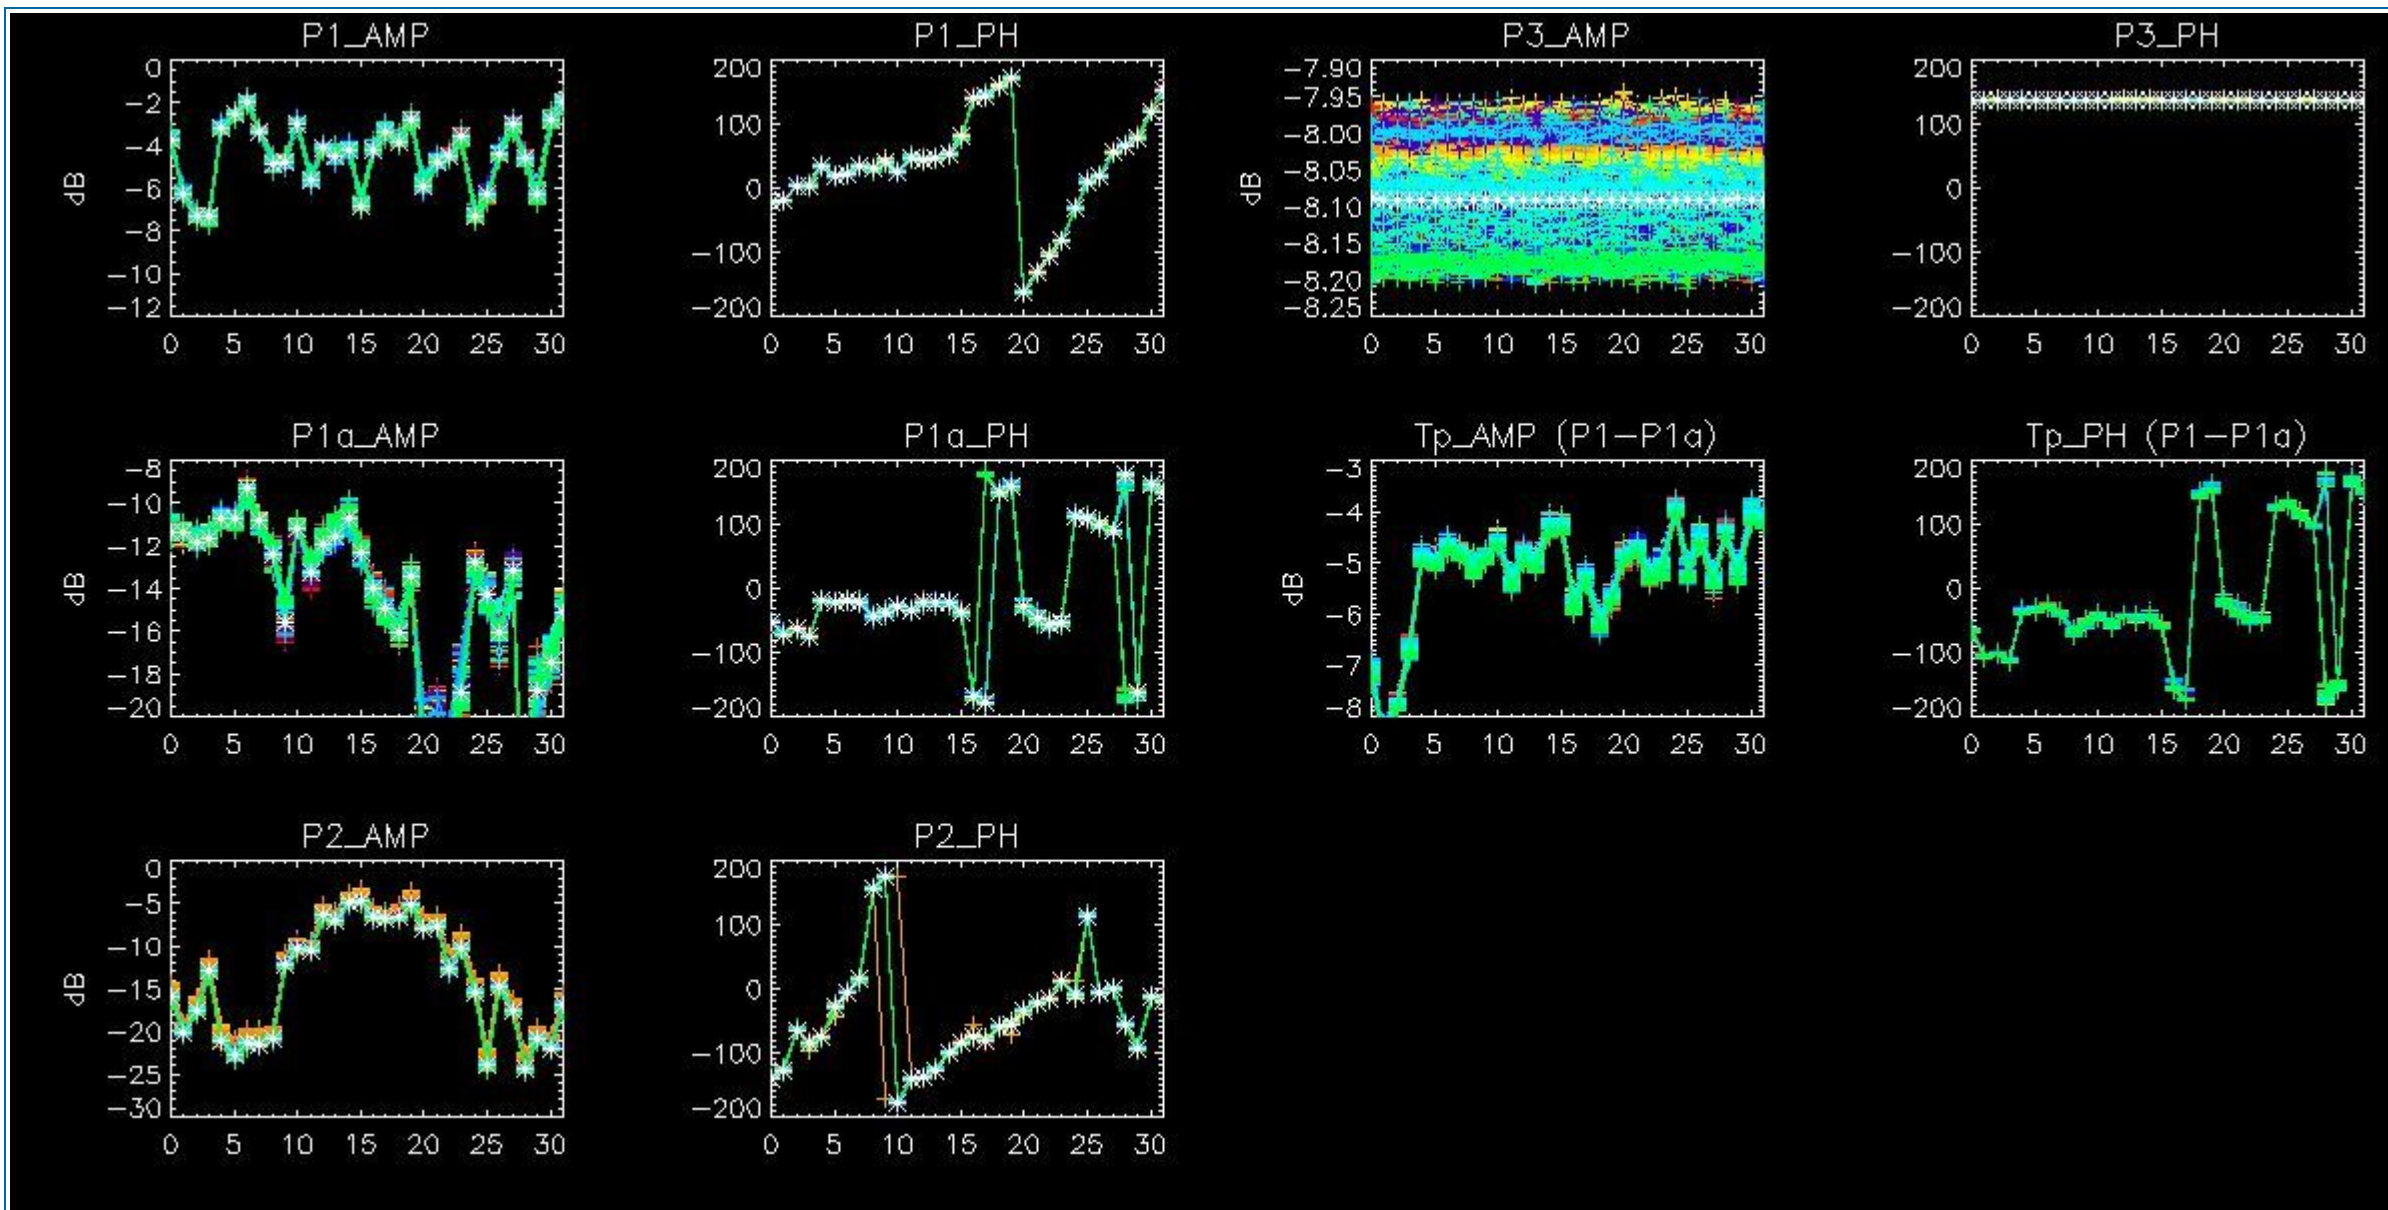 P1_AMP P1_PH P3_AMP P3_PH
0 200 −7.90 200
−2 100 −7.95 100
−4 0 −8.00 0
−6 −100 −8.05 −100
−8 −200 −8.10 −200
−10 −8.15
−12 −8.20
−8.25
dB dB
0 5 10 15 20 25 30 0 5 10 15 20 25 30 0 5 10 15 20 25 30 0 5 10 15 20 25 30
P1a_AMP P1a_PH Tp_AMP (P1−P1a) Tp_PH (P1−P1a)
−8 200 −3 200
−10 100 −4 100
−12 0 −5 0
−14 −100 −6 −100
−16 −200 −7 −200
−18 −8
−20
dB dB
0 5 10 15 20 25 30 0 5 10 15 20 25 30 0 5 10 15 20 25 30 0 5 10 15 20 25 30
P2_AMP P2_PH
0 200
−5 100
−10 0
−15 −100
−20 −200
−25
−30
dB
0 5 10 15 20 25 30 0 5 10 15 20 25 30